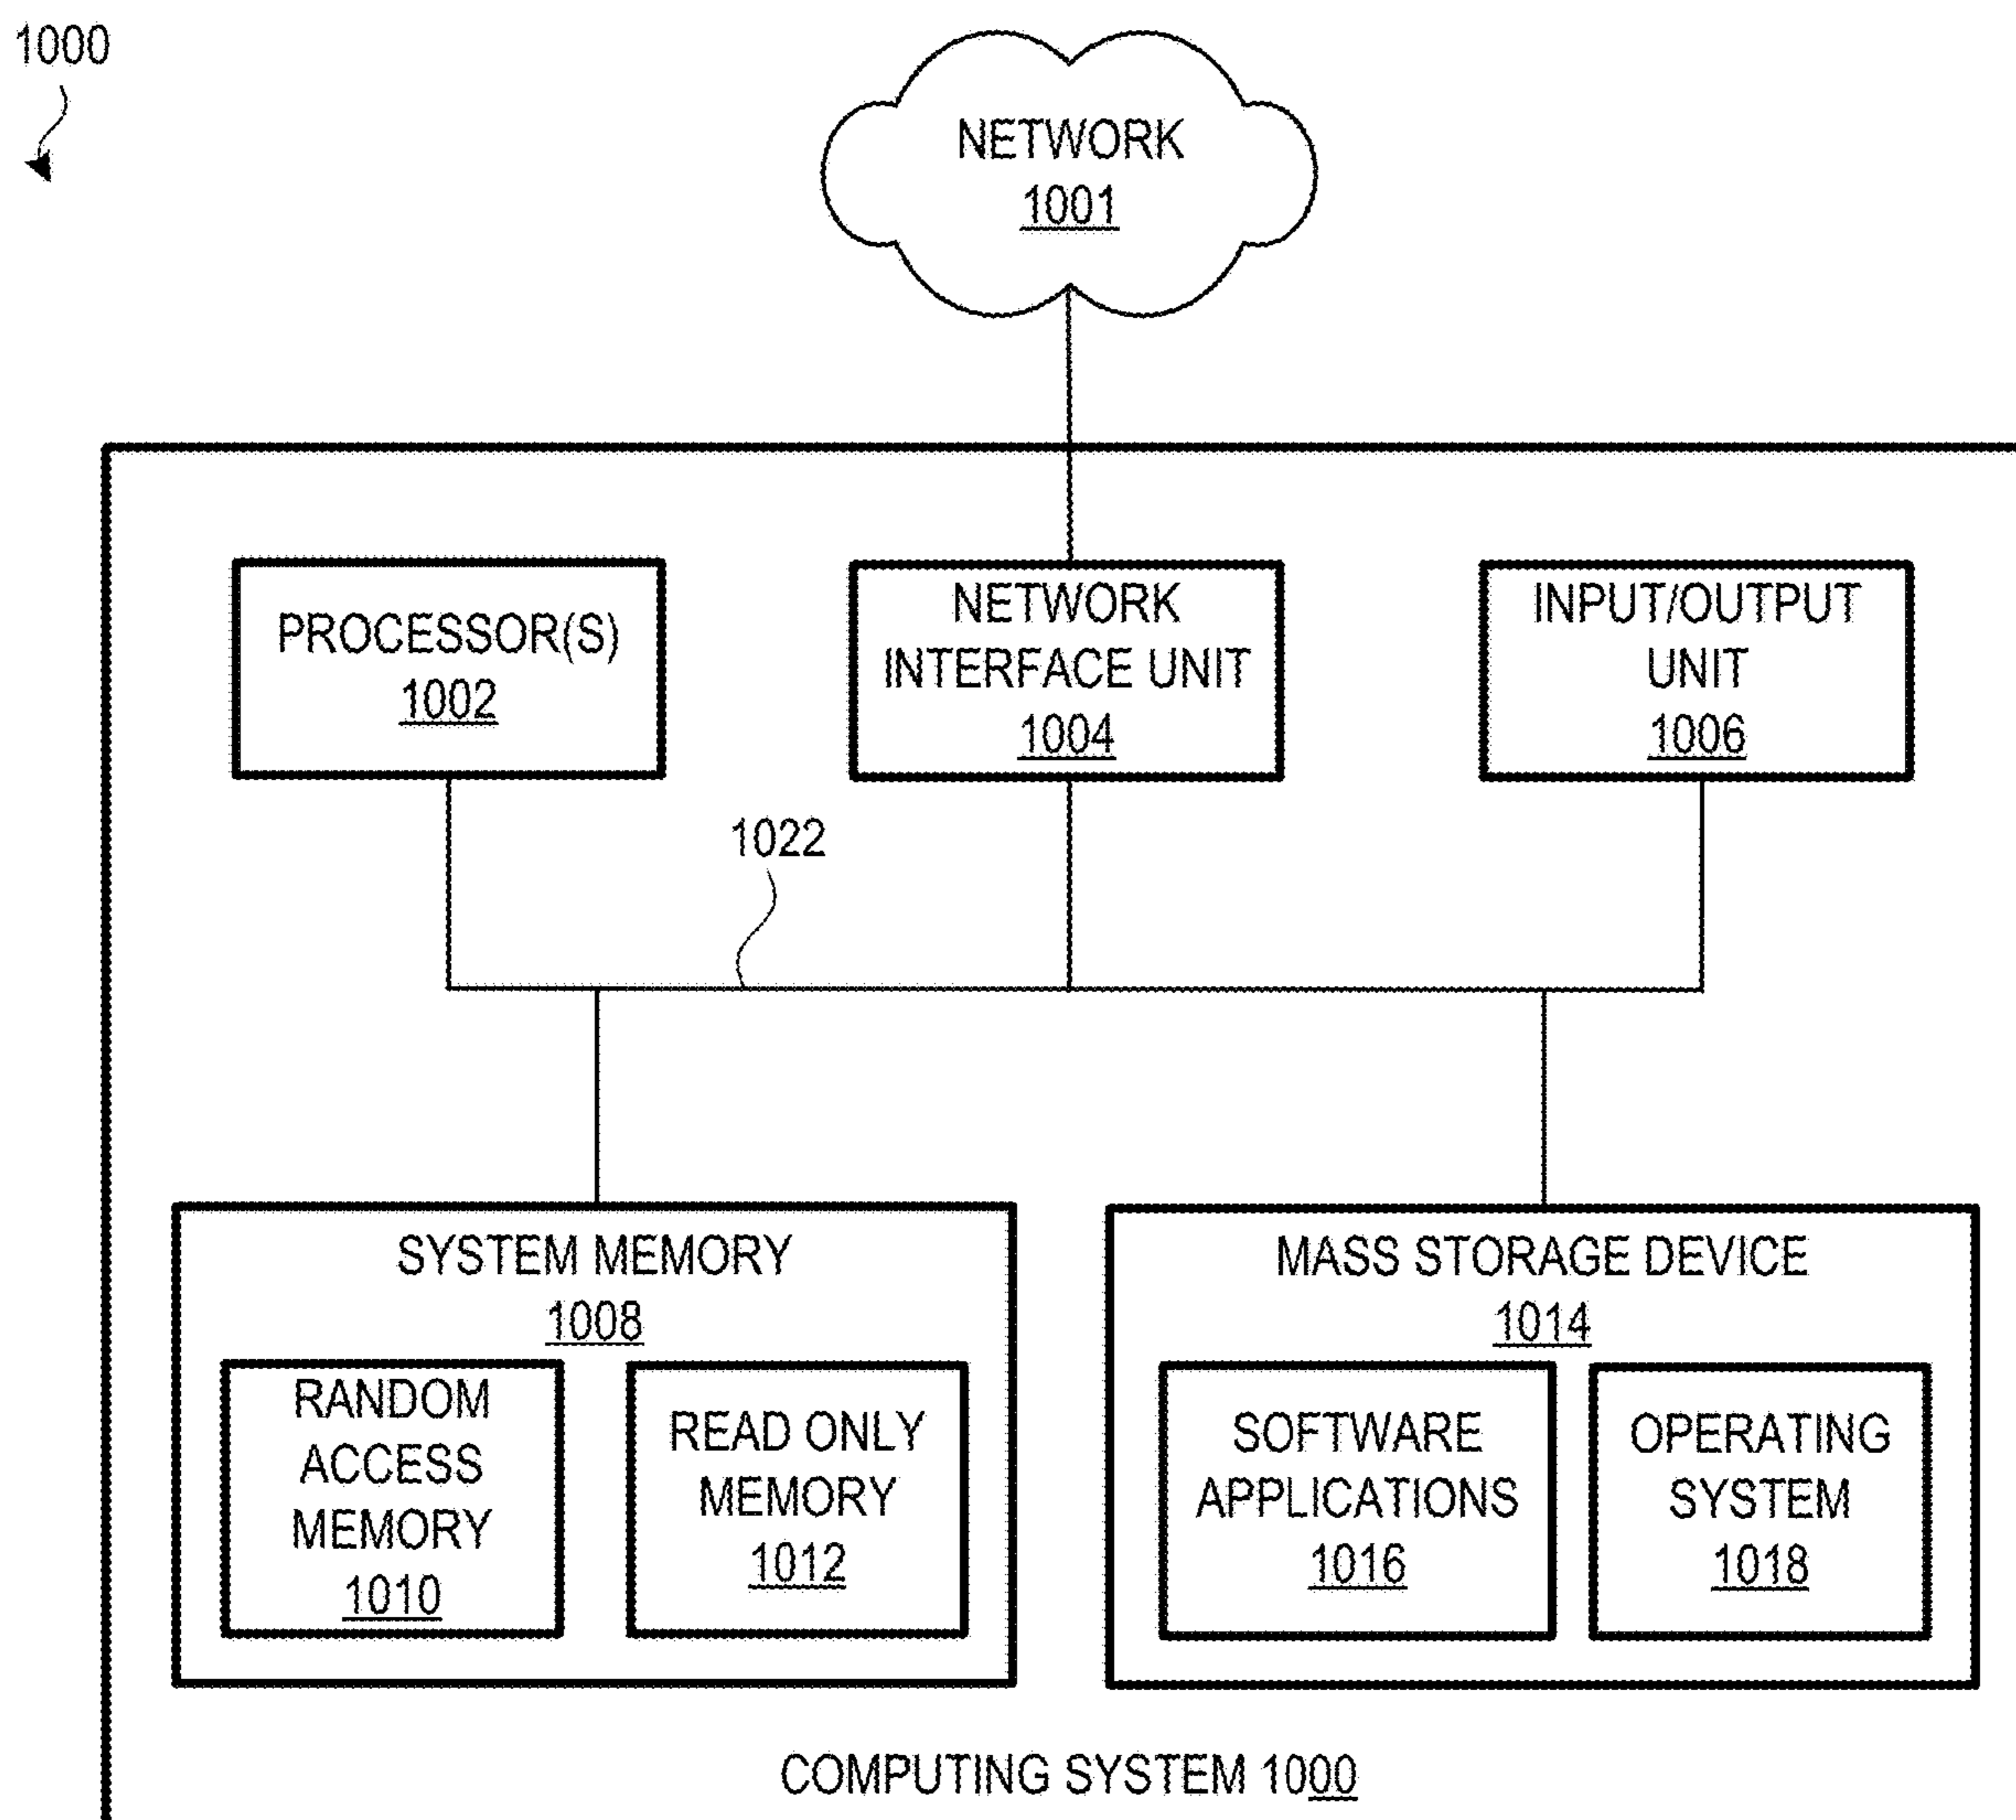 1000
NETWORK
1001
PROCESSOR(S)
1002
NETWORK
INTERFACE UNIT
1004
INPUT/OUTPUT
UNIT
1006
1022
SYSTEM MEMORY
1008
RANDOM
ACCESS
MEMORY
1010
READ ONLY
MEMORY
1012
MASS STORAGE DEVICE
1014
SOFTWARE
APPLICATIONS
1016
OPERATING
SYSTEM
1018
COMPUTING SYSTEM 1000